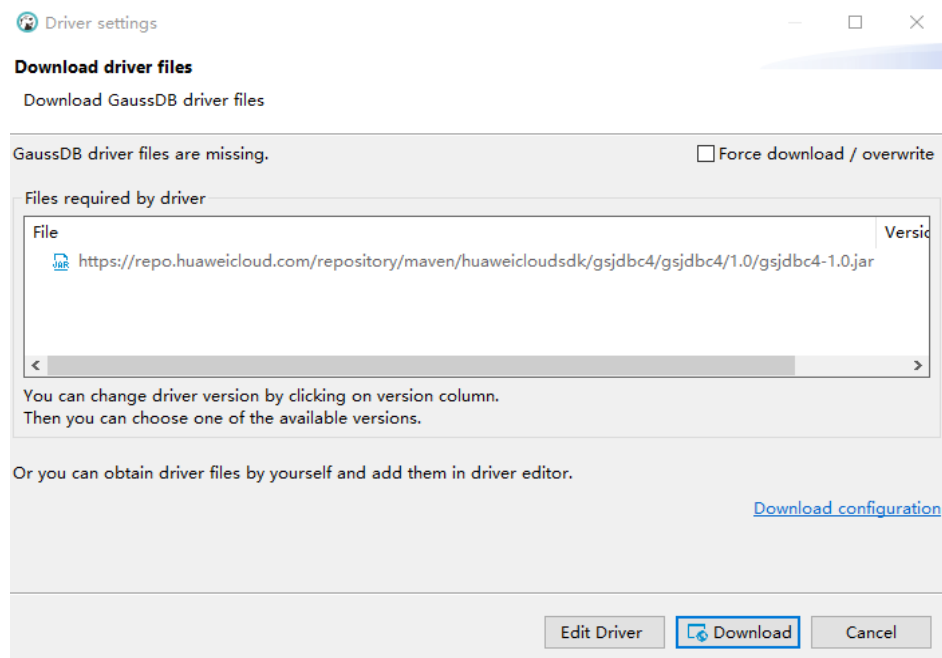 Driver settings
Download driver files
Download GaussDB driver files
GaussDB driver files are missing.
Force download / overwrite
Files required by driver
File
JAR
https://repo.huaweicloud.com/repository/maven/huaweicloudsdk/gsjdbc4/gsjdbc4/1.0/gsjdbc4-1.0.jar
You can change driver version by clicking on version column.
Then you can choose one of the available versions.
Or you can obtain driver files by yourself and add them in driver editor.
Download configuration
Edit Driver
Download
Cancel